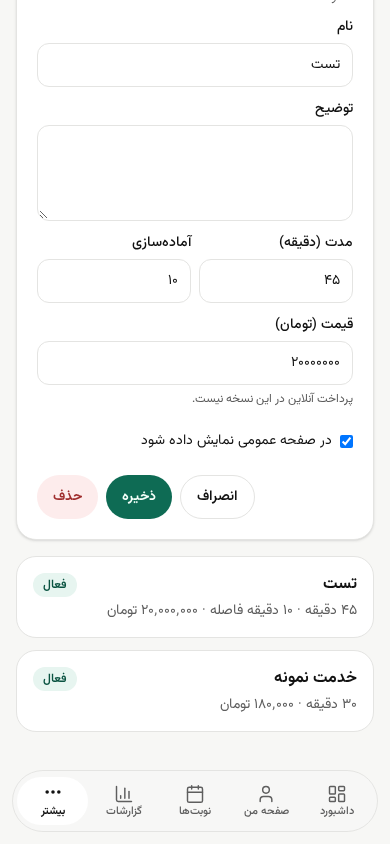 نام
تست
توضیح
مدت (دقیقه)
آماده‌سازی
۴۵
۱۰
قیمت (تومان)
۲۰۰۰۰۰۰۰
پرداخت آنلاین در این نسخه نیست.
در صفحه عمومی نمایش داده شود
انصراف
ذخیره
حذف
تست
فعال
۴۵ دقیقه · ۱۰ دقیقه فاصله · ۲۰,۰۰۰,۰۰۰ تومان
خدمت نمونه
فعال
۳۰ دقیقه · ۱۸۰,۰۰۰ تومان
داشبورد
صفحه من
نوبت‌ها
گزارشات
بیشتر